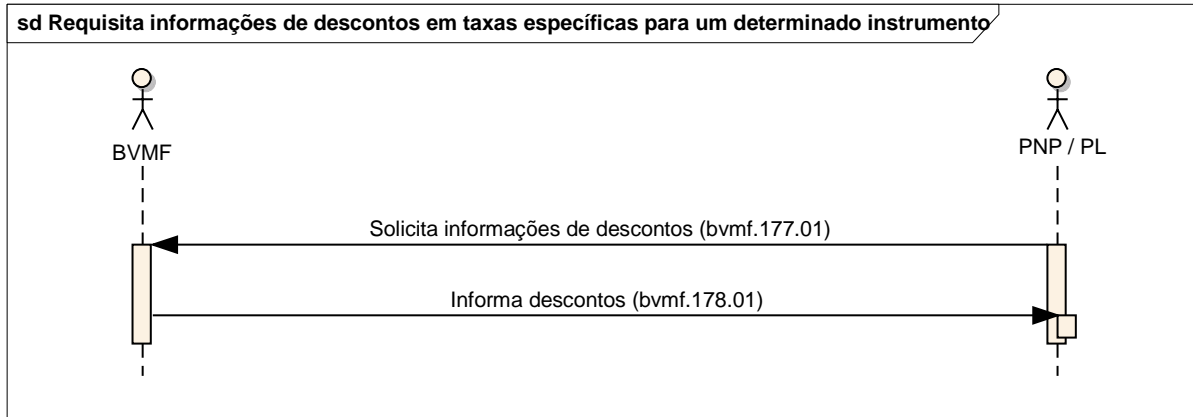 sd Requisita informações de descontos em taxas específicas para um determinado instrumento
BVMF
PNP / PL
Solicita informações de descontos (bvmf.177.01)
Informa descontos (bvmf.178.01)